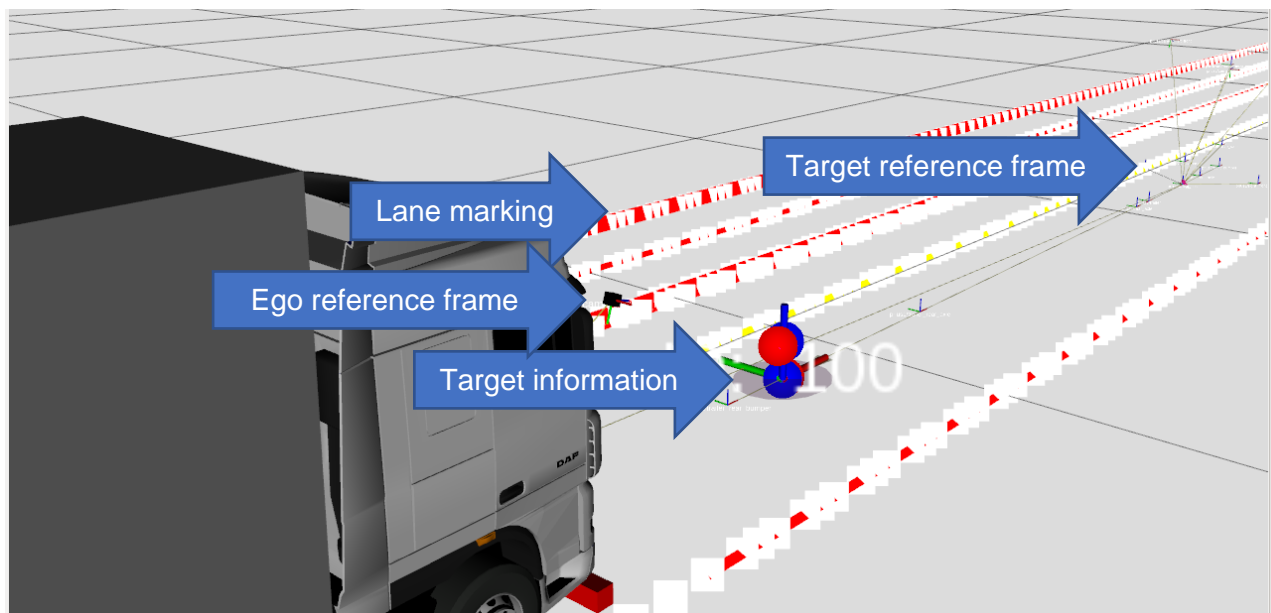 Target reference frame
Lane marking
Ego reference frame
Target information
100
DAF